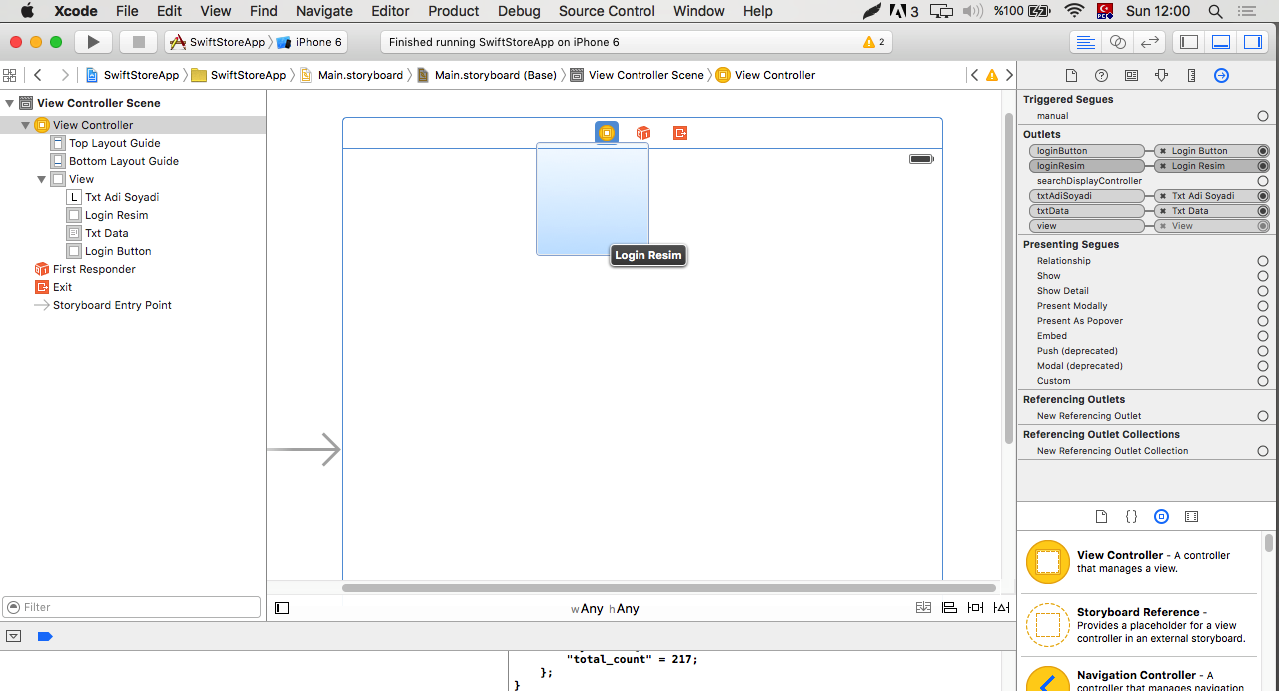 Xcode File Edit View Find Navigate Editor Product Debug Source Control Window Help 3 %100 Sun 12:00
SwiftStoreApp iPhone 6 Finished running SwiftStoreApp on iPhone 6 2
SwiftStoreApp SwiftStoreApp Main.storyboard Main.storyboard (Base) View Controller Scene View Controller
View Controller Scene
View Controller
Top Layout Guide
Bottom Layout Guide
View
L Txt Adi Soyadi
Login Resim
Txt Data
Login Button
First Responder
Exit
Storyboard Entry Point
Filter
Login Resim
wAny hAny
"total_count" = 217;
};
}
Triggered Segues
manual
Outlets
loginButton Login Button
loginResim Login Resim
searchDisplayController
txtAdiSoyadi Txt Adi Soyadi
txtData Txt Data
view View
Presenting Segues
Relationship
Show
Show Detail
Present Modally
Present As Popover
Embed
Push (deprecated)
Modal (deprecated)
Custom
Referencing Outlets
New Referencing Outlet
Referencing Outlet Collections
New Referencing Outlet Collection
{}
View Controller - A controller
that manages a view.
Storyboard Reference -
Provides a placeholder for a view
controller in an external storyboard.
Navigation Controller - A
controller that manages navigation